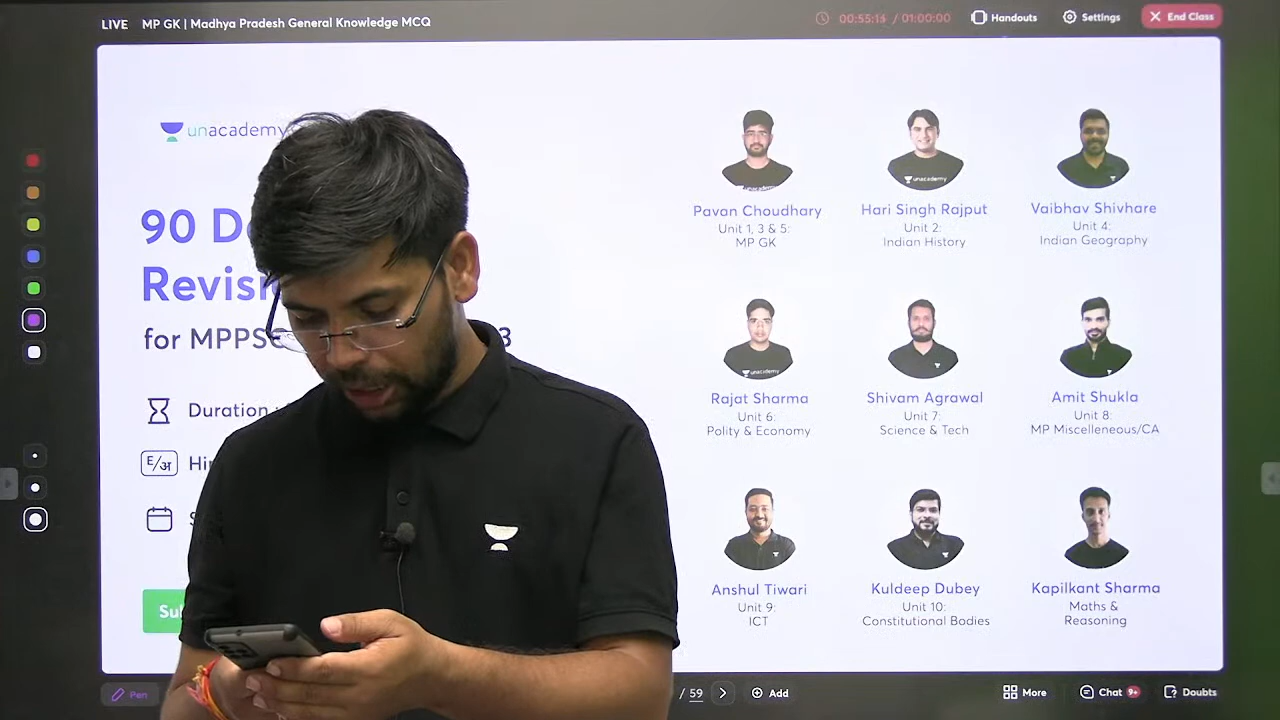 LIVE MP GK | Madhya Pradesh General Knowledge MCQ
00:55:16 / 01:00:00
Handouts
Settings
End Class
unacademy
90
Revis
for MPPS
3
Duration
E/अ
Pavan Choudhary
Unit 1, 3 & 5:
MP GK
Hari Singh Rajput
Unit 2:
Indian History
Vaibhav Shivhare
Unit 4:
Indian Geography
Rajat Sharma
Unit 6:
Polity & Economy
Shivam Agrawal
Unit 7:
Science & Tech
Amit Shukla
Unit 8:
MP Miscelleneous/CA
Anshul Tiwari
Unit 9:
ICT
Kuldeep Dubey
Unit 10:
Constitutional Bodies
Kapilkant Sharma
Maths &
Reasoning
Pen
/ 59
Add
More
Chat 9+
Doubts